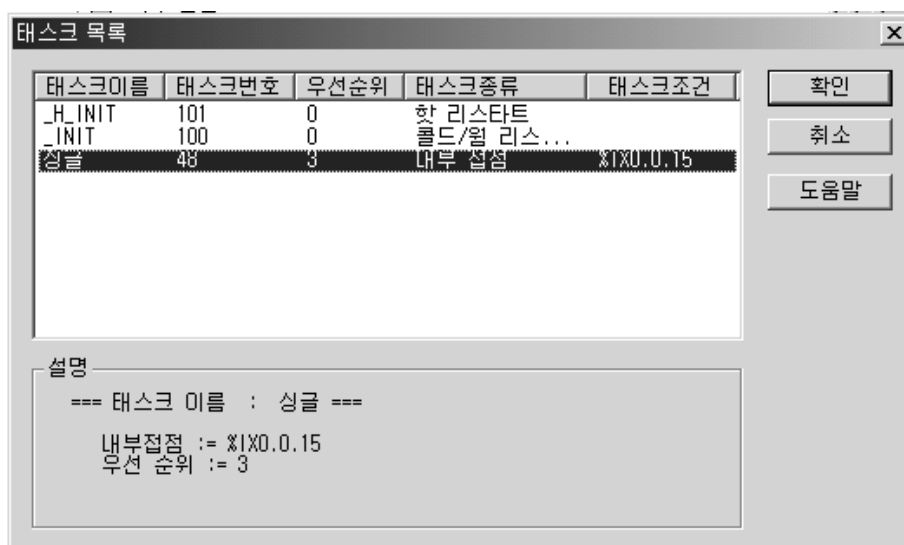 태스크 목록
태스크이름 태스크번호 우선순위 태스크종류 태스크조건
_H_INIT 101 0 핫 리스타트
_INIT 100 0 콜드/웜 리스...
싱글 48 3 내부 접점 %IX0.0.15
확인
취소
도움말
설명
=== 태스크 이름 : 싱글 ===
내부접점 := %IX0.0.15
우선 순위 := 3